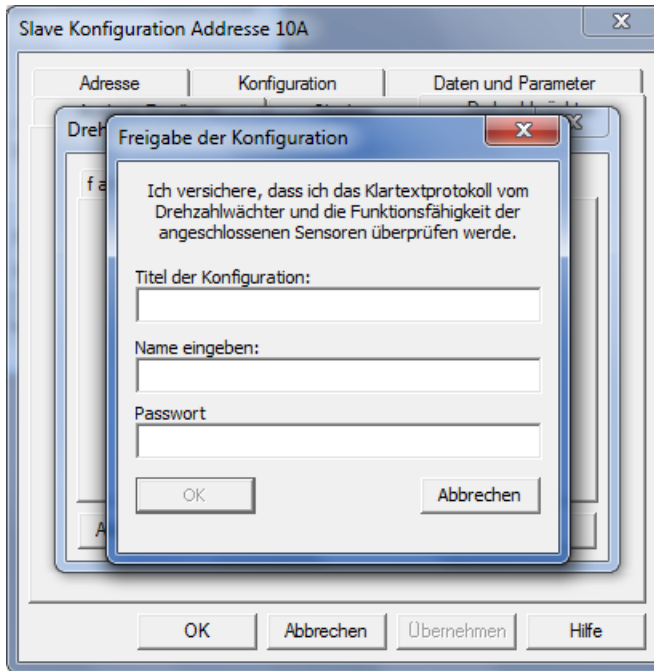 Slave Konfiguration Addresse 10A
Adresse
Konfiguration
Daten und Parameter
Freigabe der Konfiguration
Ich versichere, dass ich das Klartextprotokoll vom
Drehzahlwächter und die Funktionsfähigkeit der
angeschlossenen Sensoren überprüfen werde.
Titel der Konfiguration:
Name eingeben:
Passwort
OK
Abbrechen
OK
Abbrechen
Übernehmen
Hilfe